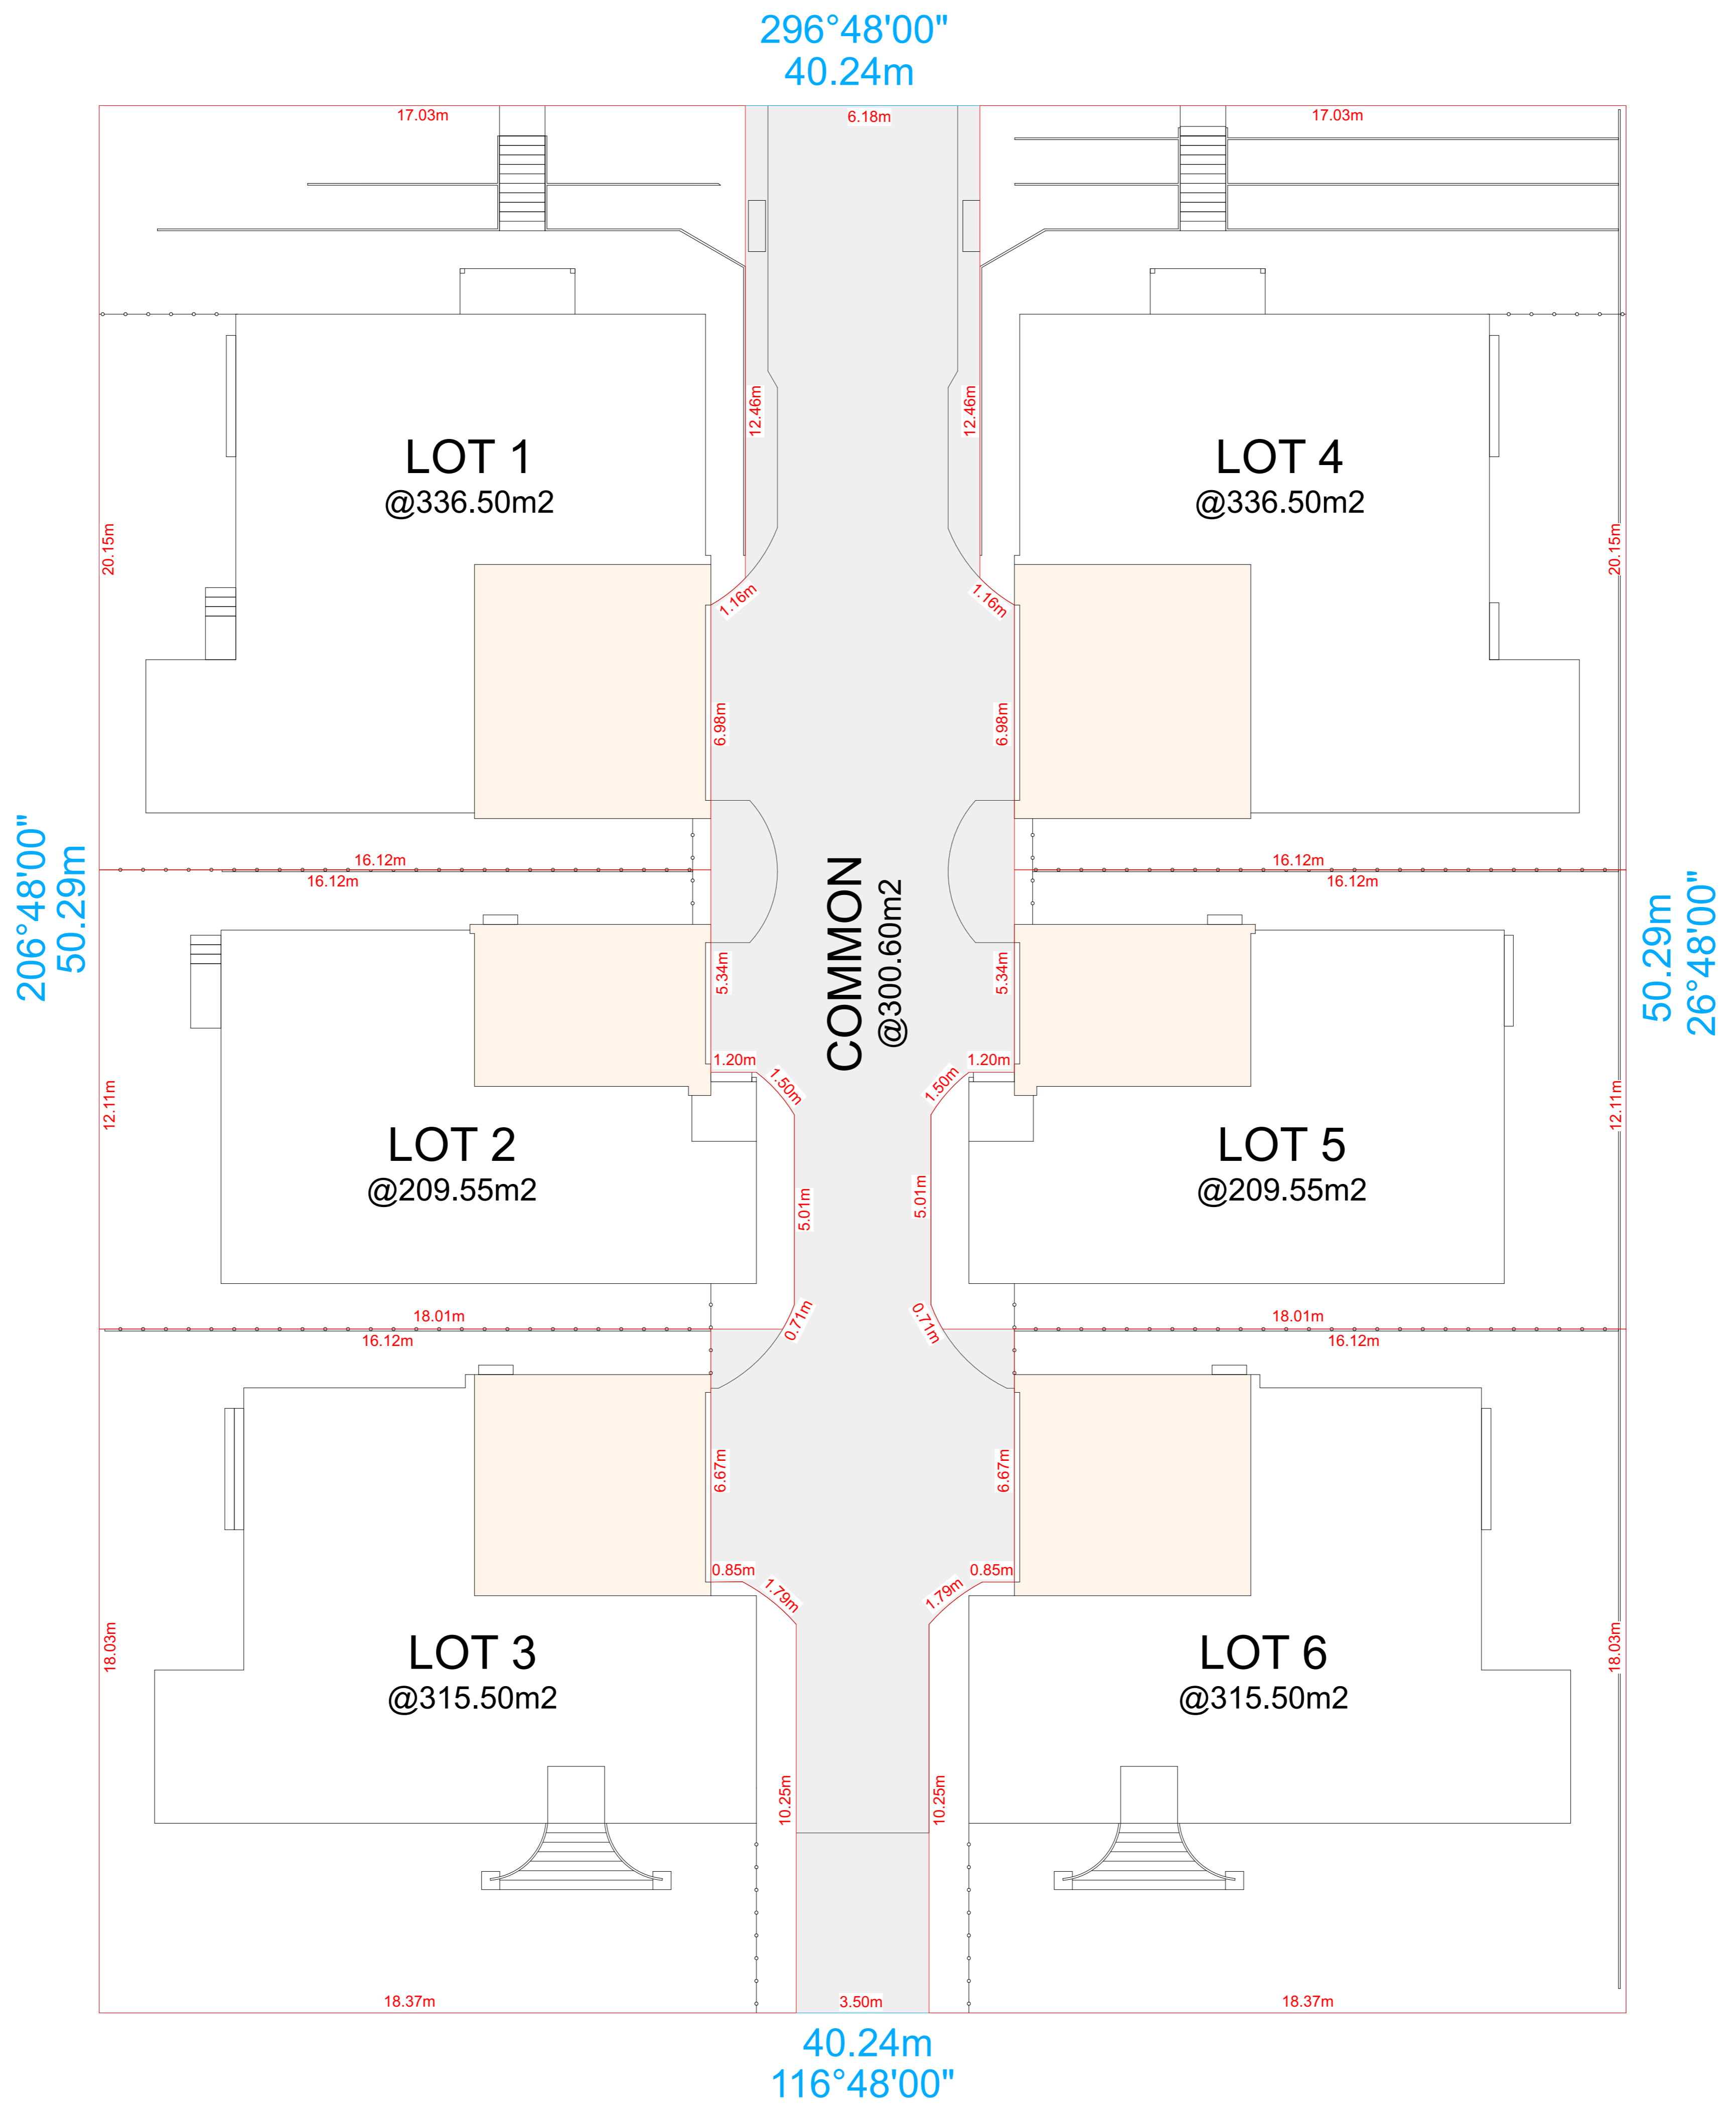 296°48'00"
40.24m
17.03m
6.18m
17.03m
12.46m
12.46m
LOT 1
@336.50m2
LOT 4
@336.50m2
20.15m
20.15m
1.16m
1.16m
6.98m
6.98m
206°48'00"
50.29m
16.12m
16.12m
16.12m
16.12m
COMMON
@300.60m2
50.29m
26°48'00"
5.34m
5.34m
1.20m
1.20m
1.50m
1.50m
12.11m
12.11m
LOT 2
@209.55m2
LOT 5
@209.55m2
5.01m
5.01m
18.01m
0.71m
0.71m
18.01m
16.12m
16.12m
6.67m
6.67m
0.85m
0.85m
1.79m
1.79m
18.03m
18.03m
LOT 3
@315.50m2
LOT 6
@315.50m2
10.25m
10.25m
18.37m
3.50m
18.37m
40.24m
116°48'00"